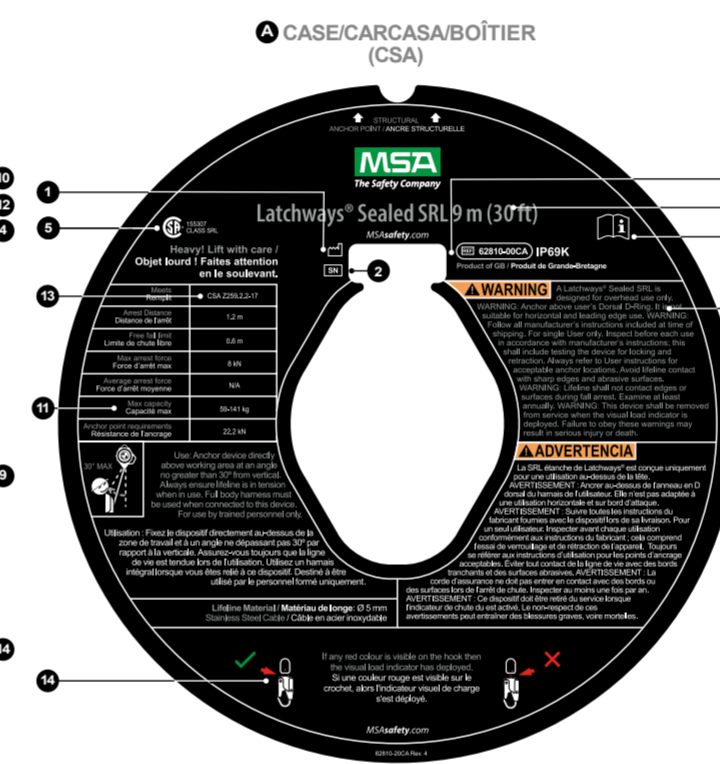 A CASE/CARCASA/BOÎTIER
(CSA)
STRUCTURAL
ANCHOR POINT / ANCRE STRUCTURELLE
MSA
The Safety Company
10
12
4
1
5
155307
CLASS SRL
Latchways® Sealed SRL 9 m (30 ft)
MSAsafety.com
Heavy! Lift with care /
Objet lourd ! Faites attention
en le soulevant.
SN
2
REF 62810-00CA IP69K
Product of GB / Produit de Grande-Bretagne
13
Meets
Remplit
CSA Z259.2.2-17
Arrest Distance
Distance de l'arrêt
1,2 m
Free fall limit
Limite de chute libre
0,6 m
Max arrest force
Force d'arrêt max
8 kN
Average arrest force
Force d'arrêt moyenne
N/A
11
Max capacity
Capacité max
59-141 kg
Anchor point requirements
Résistance de l'ancrage
22,2 kN
WARNING A Latchways® Sealed SRL is
designed for overhead use only.
WARNING: Anchor above user's Dorsal D-Ring. It is not
suitable for horizontal and leading edge use. WARNING:
Follow all manufacturer's instructions included at time of
shipping. For single User only. Inspect before each use
in accordance with manufacturer's instructions; this
shall include testing the device for locking and
retraction. Always refer to User instructions for
acceptable anchor locations. Avoid lifeline contact
with sharp edges and abrasive surfaces.
WARNING: Lifeline shall not contact edges or
surfaces during fall arrest. Examine at least
annually. WARNING: This device shall be removed
from service when the visual load indicator is
deployed. Failure to obey these warnings may
result in serious injury or death.
9
30° MAX
Use: Anchor device directly
above working area at an angle
no greater than 30° from vertical.
Always ensure lifeline is in tension
when in use. Full body harness must
be used when connected to this device.
For use by trained personnel only.
Utilisation : Fixez le dispositif directement au-dessus de la
zone de travail et à un angle ne dépassant pas 30° par
rapport à la verticale. Assurez-vous toujours que la ligne
de vie est tendue lors de l'utilisation. Utilisez un harnais
intégral lorsque vous êtes relié à ce dispositif. Destiné à être
utilisé par le personnel formé uniquement.
ADVERTENCIA
La SRL étanche de Latchways® est conçue uniquement
pour une utilisation au-dessus de la tête.
AVERTISSEMENT : Ancrer au-dessus de l'anneau en D
dorsal du harnais de l'utilisateur. Elle n'est pas adaptée à
une utilisation horizontale et sur bord d'attaque.
AVERTISSEMENT : Suivre toutes les instructions du
fabricant fournies avec le dispositif lors de sa livraison. Pour
un seul utilisateur. Inspecter avant chaque utilisation
conformément aux instructions du fabricant ; cela comprend
l'essai de verrouillage et de rétraction de l'appareil. Toujours
se référer aux instructions d'utilisation pour les points d'ancrage
acceptables. Éviter tout contact de la ligne de vie avec des bords
tranchants et des surfaces abrasives. AVERTISSEMENT : La
corde d'assurance ne doit pas entrer en contact avec des bords ou
des surfaces lors de l'arrêt de chute. Inspecter au moins une fois par an.
AVERTISSEMENT : Ce dispositif doit être retiré du service lorsque
l'indicateur de chute du est activé. Le non-respect de ces
avertissements peut entraîner des blessures graves, voire mortelles.
Lifeline Material / Matériau de longe: Ø 5 mm
Stainless Steel Cable / Câble en acier inoxydable
14
14
If any red colour is visible on the hook then
the visual load indicator has deployed.
Si une couleur rouge est visible sur le
crochet, alors l'indicateur visuel de charge
s'est déployé.
MSAsafety.com
62810-20CA Rev. 4